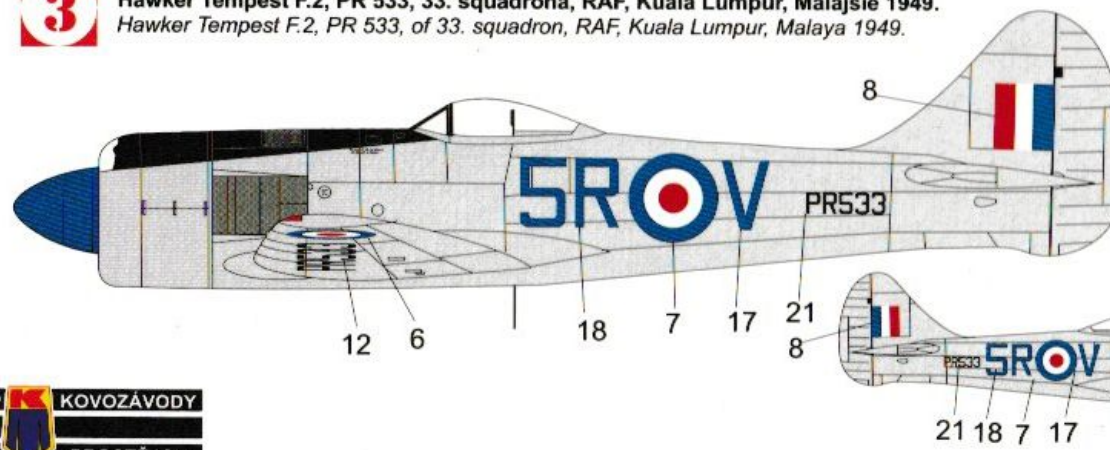 3
Hawker Tempest F.2, PR 533, 33. squadrona, RAF, Kuala Lumpur, Malajsie 1949.
Hawker Tempest F.2, PR 533, of 33. squadron, RAF, Kuala Lumpur, Malaya 1949.
8
5R V
PR533
12
6
18
7
17
21
8
PR533 5R V
21 18 7 17
K
KOVOZÁVODY